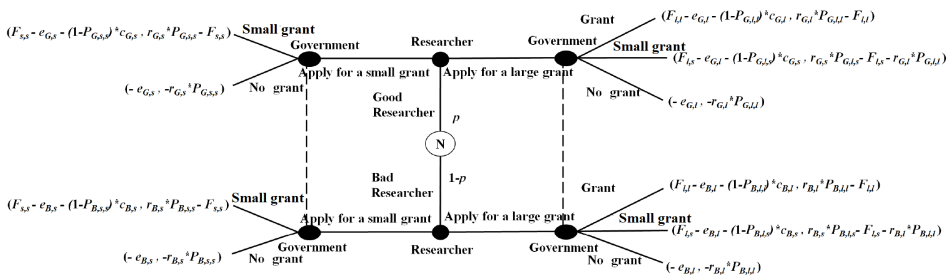 (F_{s,s} - e_{G,s} - (1-P_{G,s,s}) * c_{G,s} , r_{G,s} * P_{G,s,s} - F_{s,s})
Small grant
Government
No grant
(- e_{G,s} , -r_{G,s} * P_{G,s,s})
Researcher
Apply for a small grant
Apply for a large grant
Government
Grant
(F_{l,l} - e_{G,l} - (1-P_{G,l,l}) * c_{G,l} , r_{G,l} * P_{G,l,l} - F_{l,l})
Small grant
(F_{l,s} - e_{G,l} - (1-P_{G,l,s}) * c_{G,s} , r_{G,s} * P_{G,l,s} - F_{l,s} - r_{G,l} * P_{G,l,l})
No grant
(- e_{G,l} , -r_{G,l} * P_{G,l,l})
Good
Researcher
p
N
Bad
Researcher
1-p
(F_{s,s} - e_{B,s} - (1-P_{B,s,s}) * c_{B,s} , r_{B,s} * P_{B,s,s} - F_{s,s})
Small grant
Government
No grant
(- e_{B,s} , -r_{B,s} * P_{B,s,s})
Apply for a small grant
Apply for a large grant
Researcher
Government
Grant
(F_{l,l} - e_{B,l} - (1-P_{B,l,l}) * c_{B,l} , r_{B,l} * P_{B,l,l} - F_{l,l})
Small grant
(F_{l,s} - e_{B,l} - (1-P_{B,l,s}) * c_{B,s} , r_{B,s} * P_{B,l,s} - F_{l,s} - r_{B,l} * P_{B,l,l})
No grant
(- e_{B,l} , -r_{B,l} * P_{B,l,l})